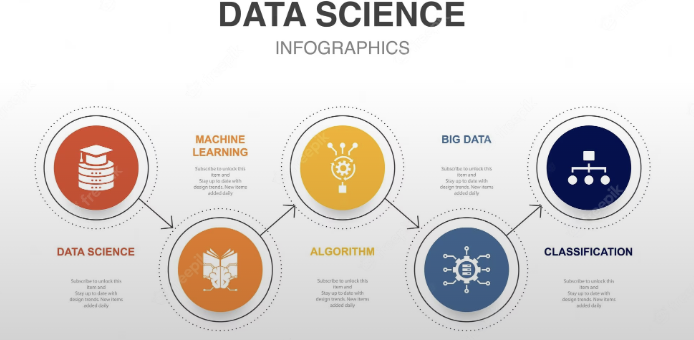 DATA SCIENCE
INFOGRAPHICS
MACHINE
LEARNING
Subscribe to unlock this
item and
Stay up to date with
design trends. New items
added daily
BIG DATA
Subscribe to unlock this
item and
Stay up to date with
design trends. New items
added daily
DATA SCIENCE
Subscribe to unlock this
item and
Stay up to date with
design trends. New items
added daily
ALGORITHM
Subscribe to unlock this
item and
Stay up to date with
design trends. New items
added daily
CLASSIFICATION
Subscribe to unlock this
item and
Stay up to date with
design trends. New items
added daily